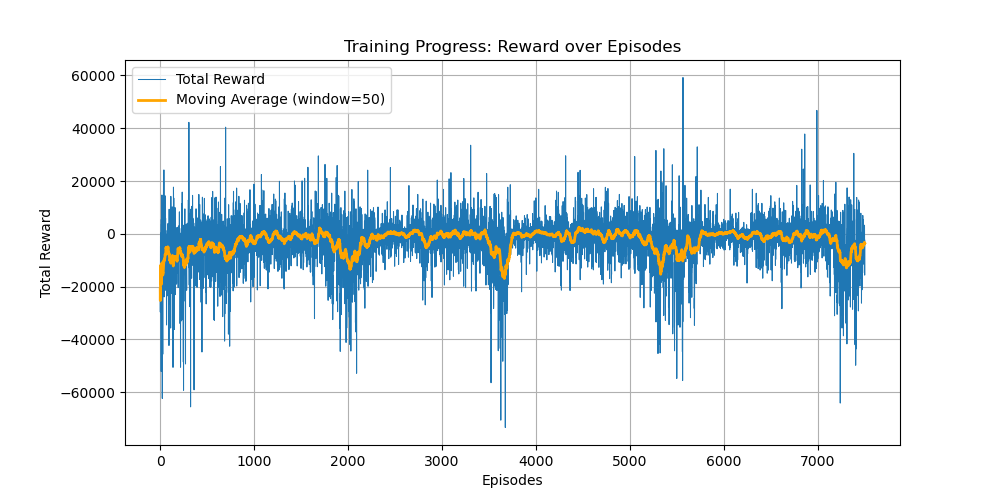 Training Progress: Reward over Episodes
Total Reward
Moving Average (window=50)
60000
40000
20000
0
−20000
−40000
−60000
Total Reward
0 1000 2000 3000 4000 5000 6000 7000
Episodes